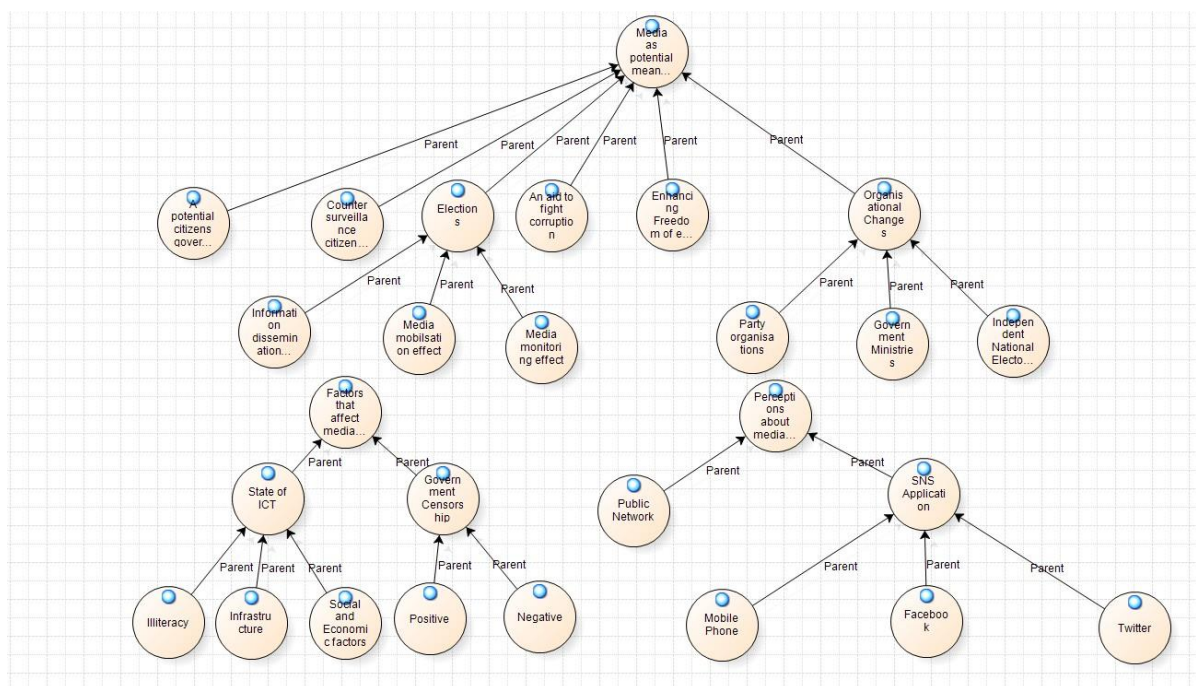 Media
as
potential
mean...
Parent
Parent
Parent
Parent
Parent
Parent
A
potential
citizens
gover...
Counter
surveilla
nce
citizen...
Election
s
An aid to
fight
corruptio
n
Enhanc
ing
Freedo
m of e...
Organis
ational
Change
s
Parent
Parent
Parent
Parent
Parent
Parent
Informati
on
dissemin
ation...
Media
mobilsati
on effect
Media
monitori
ng effect
Party
organisa
tions
Govern
ment
Ministrie
s
Indepen
dent
National
Electo...
Factors
that
affect
media...
Percepti
ons
about
media...
Parent
Parent
Parent
Parent
State of
ICT
Govern
ment
Censors
hip
Public
Network
SNS
Applicati
on
Parent
Parent
Parent
Parent
Parent
Parent
Parent
Parent
Illiteracy
Infrastru
cture
Social
and
Economi
c factors
Positive
Negative
Mobile
Phone
Faceboo
k
Twitter